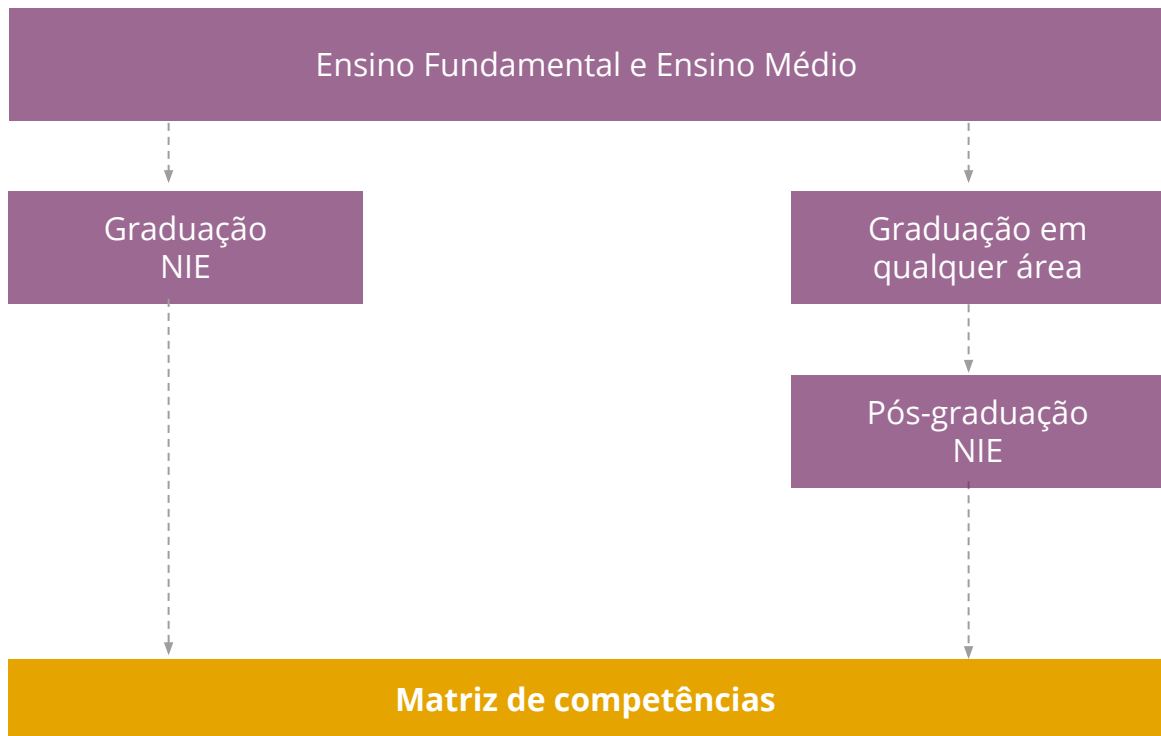 Ensino Fundamental e Ensino Médio
Graduação
NIE
Graduação em
qualquer área
Pós-graduação
NIE
Matriz de competências